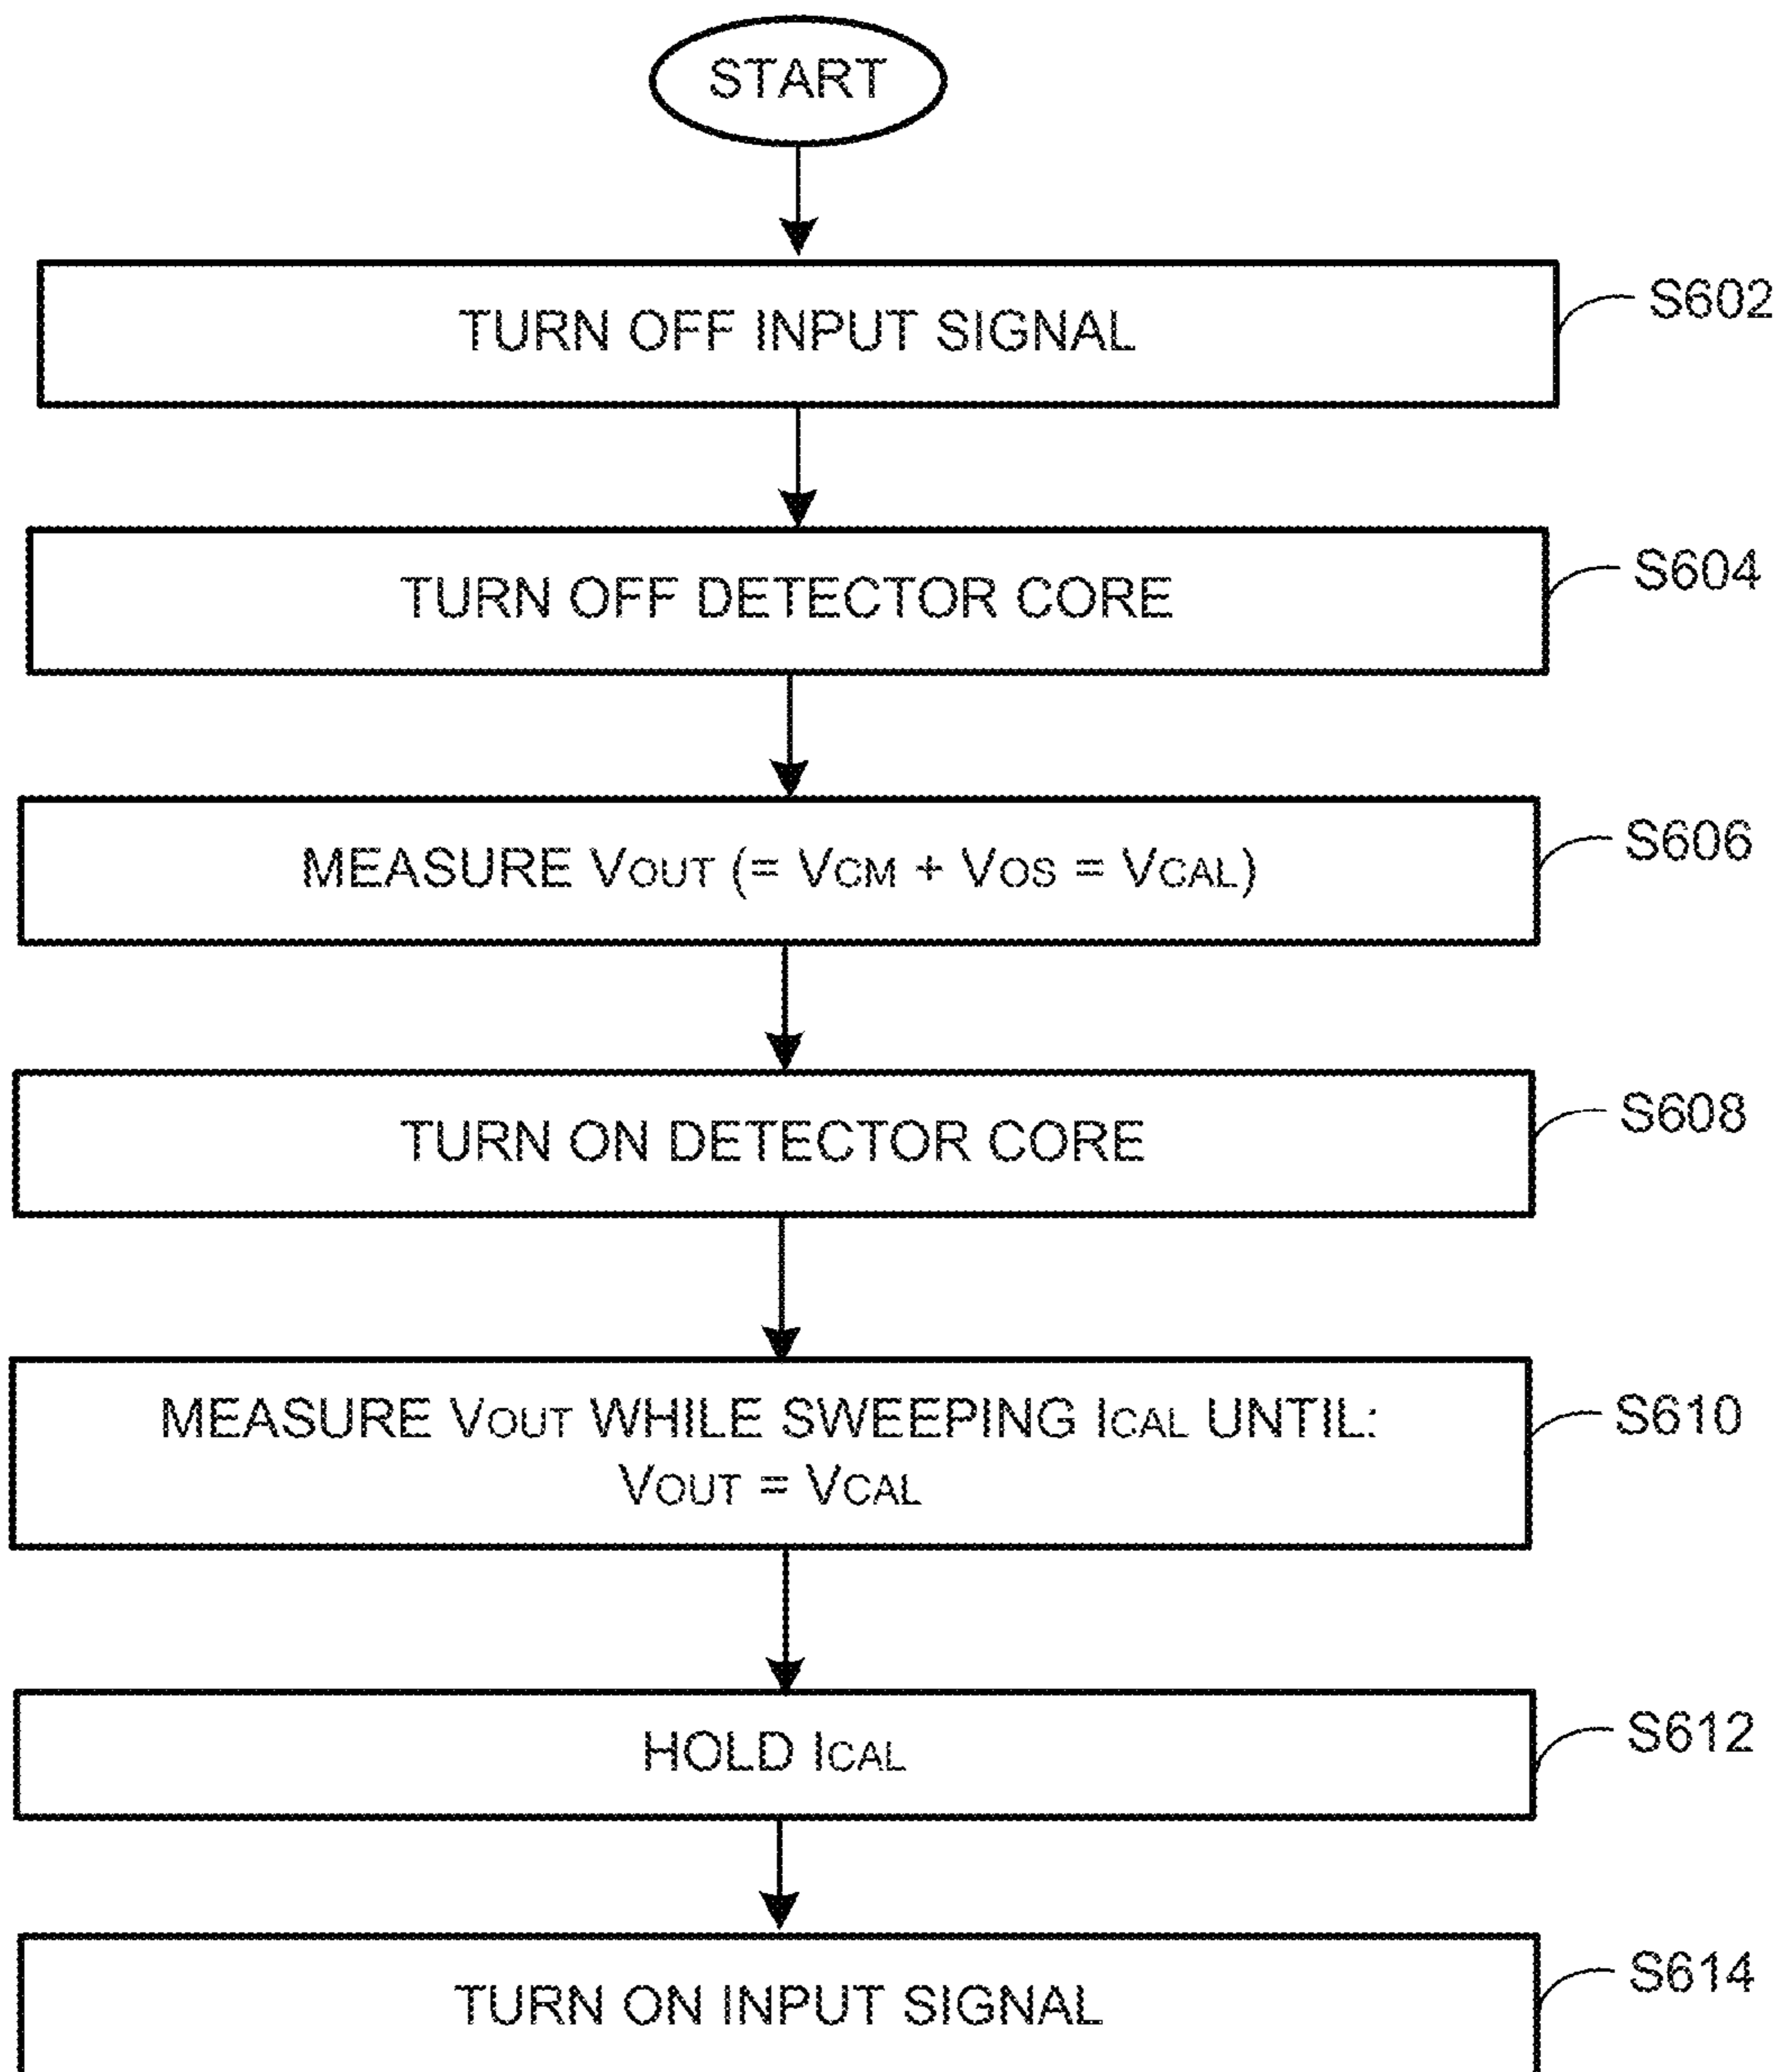 START
TURN OFF INPUT SIGNAL
S602
TURN OFF DETECTOR CORE
S604
MEASURE VOUT (= VCM + VOS = VCAL)
S606
TURN ON DETECTOR CORE
S608
MEASURE VOUT WHILE SWEEPING ICAL UNTIL:
VOUT = VCAL
S610
HOLD ICAL
S612
TURN ON INPUT SIGNAL
S614